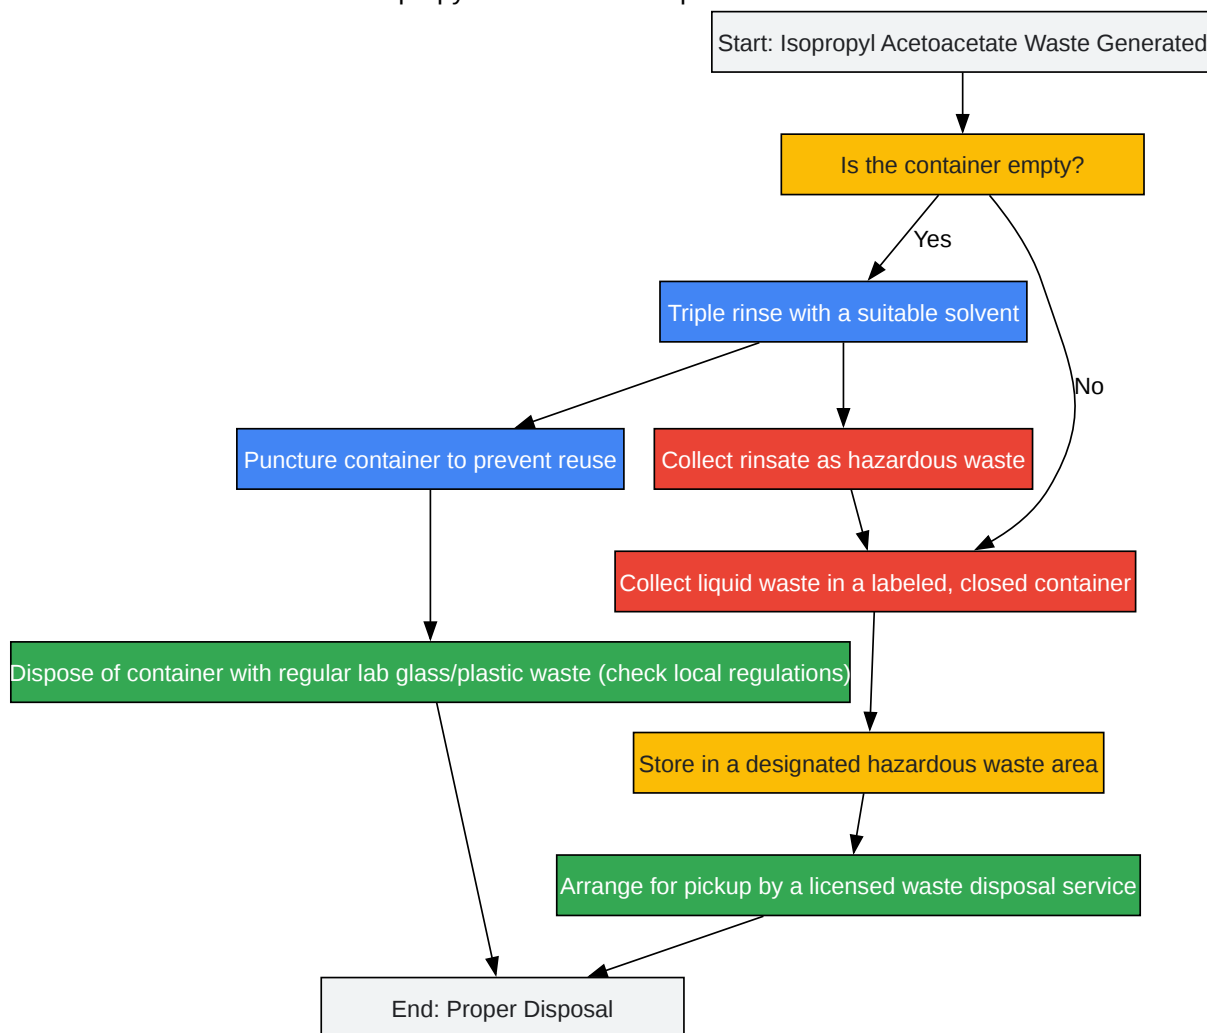 Start: Isopropyl Acetoacetate Waste Generated
Is the container empty?
Yes
Triple rinse with a suitable solvent
No
Puncture container to prevent reuse
Collect rinsate as hazardous waste
Collect liquid waste in a labeled, closed container
Dispose of container with regular lab glass/plastic waste (check local regulations)
Store in a designated hazardous waste area
Arrange for pickup by a licensed waste disposal service
End: Proper Disposal